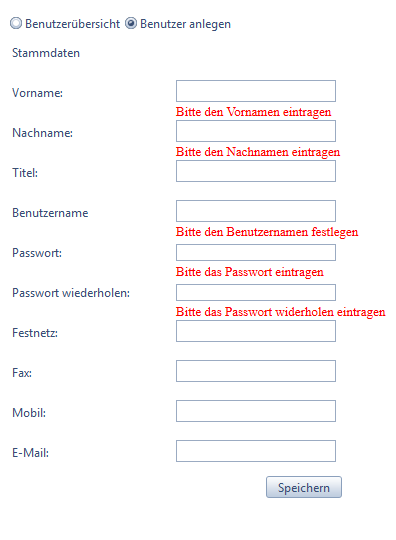 Benutzerübersicht Benutzer anlegen
Stammdaten
Vorname:
Bitte den Vornamen eintragen
Nachname:
Bitte den Nachnamen eintragen
Titel:
Benutzername
Bitte den Benutzernamen festlegen
Passwort:
Bitte das Passwort eintragen
Passwort wiederholen:
Bitte das Passwort widerholen eintragen
Festnetz:
Fax:
Mobil:
E-Mail:
Speichern